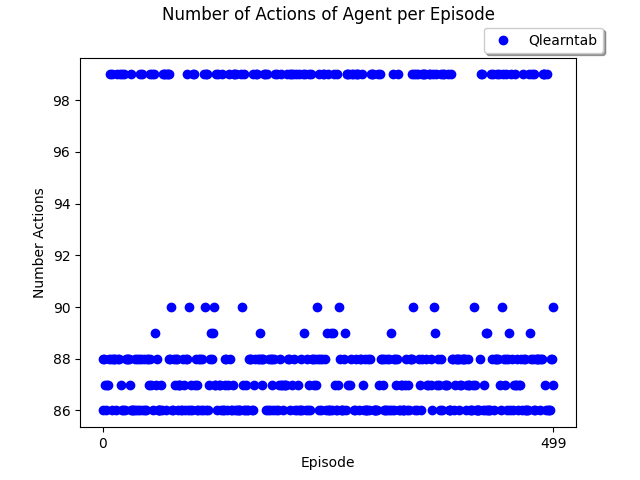 Number of Actions of Agent per Episode
Qlearntab
98
96
94
92
90
88
86
Number Actions
0
499
Episode